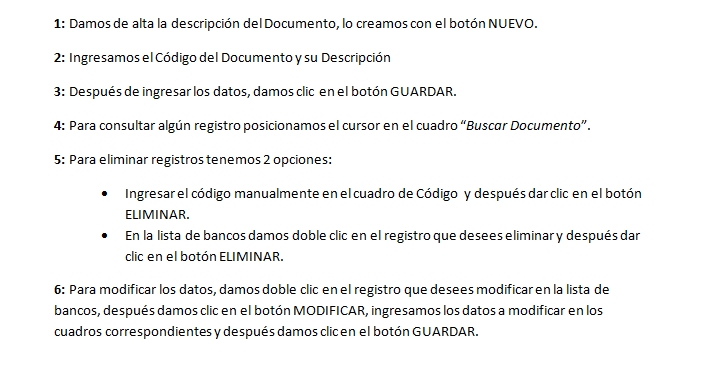 1: Damos de alta la descripción del Documento, lo creamos con el botón NUEVO.
2: Ingresamos el Código del Documento y su Descripción
3: Después de ingresar los datos, damos clic en el botón GUARDAR.
4: Para consultar algún registro posicionamos el cursor en el cuadro “Buscar Documento”.
5: Para eliminar registros tenemos 2 opciones:
• Ingresar el código manualmente en el cuadro de Código y después dar clic en el botón
ELIMINAR.
• En la lista de bancos damos doble clic en el registro que desees eliminar y después dar
clic en el botón ELIMINAR.
6: Para modificar los datos, damos doble clic en el registro que desees modificar en la lista de
bancos, después damos clic en el botón MODIFICAR, ingresamos los datos a modificar en los
cuadros correspondientes y después damos clic en el botón GUARDAR.